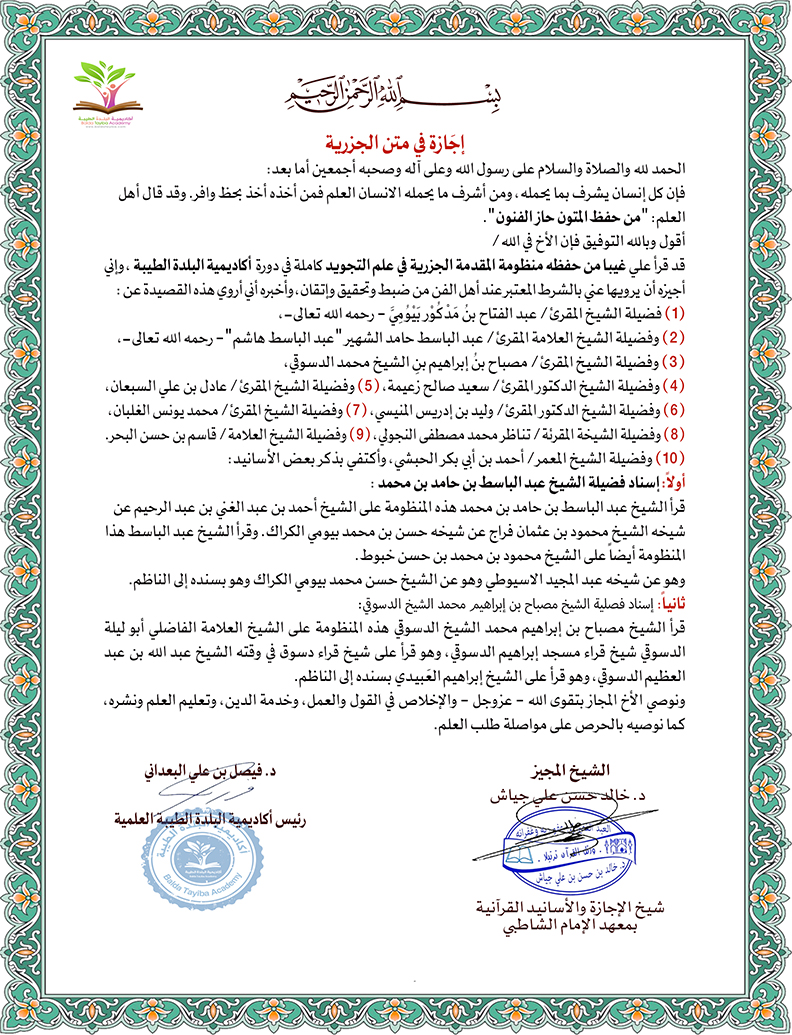 أكاديمية البلدة الطيبة
Balda Tayiba Academy
بسم الله الرحمن الرحيم
إجَازة في متن الجزرية
الحمد لله والصلاة والسلام على رسول الله وعلى آله وصحبه أجمعين أما بعد:
فإن كل إنسان يشرف بما يحمله، ومن أشرف ما يحمله الانسان العلم فمن أخذه أخذ بحظ وافر. وقد قال أهل
العلم: "من حفظ المتون حاز الفنون".
أقول وبالله التوفيق فإن الأخ في الله /
قد قرأ علي غيبا من حفظه منظومة المقدمة الجزرية في علم التجويد كاملة في دورة أكاديمية البلدة الطيبة ، وإني
أجيزه أن يرويها عني بالشرط المعتبر عند أهل الفن من ضبط وتحقيق وإتقان، وأخبره أني أروي هذه القصيدة عن :
(1) فضيلة الشيخ المقرئ/ عبد الفتاح بنُ مَدْكُوْر بَيْوُمِيَّ - رحمه الله تعالى-،
(2) وفضيلة الشيخ العلامة المقرئ/ عبد الباسط حامد الشهير "عبد الباسط هاشم"- رحمه الله تعالى-،
(3) وفضيلة الشيخ المقرئ/ مصباح بنُ إبراهيم بنِ الشيخ محمد الدسوقي،
(4) وفضيلة الشيخ الدكتور المقرئ/ سعيد صالح زعيمة، (5) وفضيلة الشيخ المقرئ/ عادل بن علي السبعان،
(6) وفضيلة الشيخ الدكتور المقرئ/ وليد بن إدريس المنيسي، (7) وفضيلة الشيخ المقرئ/ محمد يونس الغلبان،
(8) وفضيلة الشيخة المقرئة/ تناظر محمد مصطفى النجولي، (9) وفضيلة الشيخ العلامة/ قاسم بن حسن البحر.
(10) وفضيلة الشيخ المعمر/ أحمد بن أبي بكر الحبشي، وأكتفي بذكر بعض الأسانيد:
أولاً: إسناد فضيلة الشيخ عبد الباسط بن حامد بن محمد :
قرأ الشيخ عبد الباسط بن حامد بن محمد هذه المنظومة على الشيخ أحمد بن عبد الغني بن عبد الرحيم عن
شيخه الشيخ محمود بن عثمان فراج عن شيخه حسن بن محمد بيومي الكراك. وقرأ الشيخ عبد الباسط هذا
المنظومة أيضاً على الشيخ محمود بن محمد بن حسن خبوط.
وهو عن شيخه عبد المجيد الاسيوطي وهو عن الشيخ حسن محمد بيومي الكراك وهو بسنده إلى الناظم.
ثانياً: إسناد فصلية الشيخ مصباح بن إبراهيم محمد الشيخ الدسوقي:
قرأ الشيخ مصباح بن إبراهيم محمد الشيخ الدسوقي هذه المنظومة على الشيخ العلامة الفاضلي أبو ليلة
الدسوقي شيخ قراء مسجد إبراهيم الدسوقي، وهو قرأ على شيخ قراء دسوق في وقته الشيخ عبد الله بن عبد
العظيم الدسوقي، وهو قرأ على الشيخ إبراهيم العَبيدي بسنده إلى الناظم.
ونوصي الأخ المجاز بتقوى الله - عزوجل - والإخلاص في القول والعمل، وخدمة الدين، وتعليم العلم ونشره،
كما نوصيه بالحرص على مواصلة طلب العلم.
الشيخ المجيز
د. خالد حسن علي جياش
ورتل القرآن ترتيلا
د. خالد بن حسن بن علي جياش
شيخ الإجازة والأسانيد القرآنية
بمعهد الإمام الشاطبي
د. فيصل بن علي البعداني
رئيس أكاديمية البلدة الطيبة العلمية
أكاديمية البلدة الطيبة
Balda Tayiba Academy